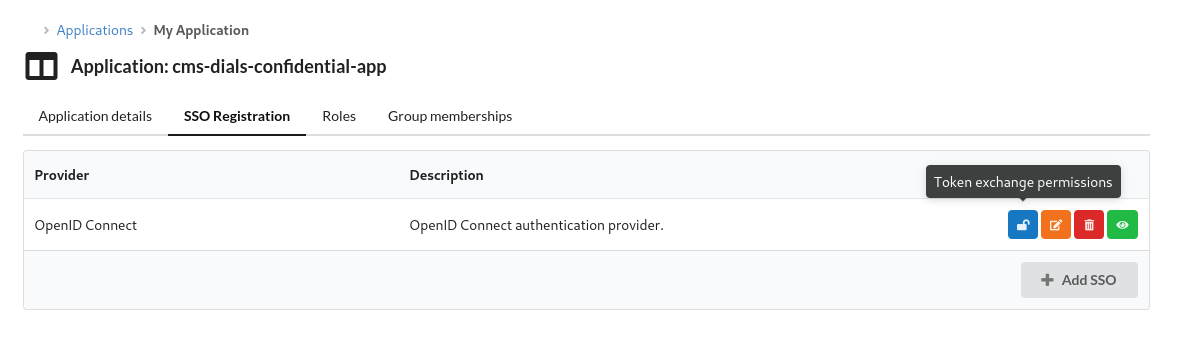 Applications > My Application
Application: cms-dials-confidential-app
Application details SSO Registration Roles Group memberships
Provider Description
Token exchange permissions
OpenID Connect OpenID Connect authentication provider.
Add SSO